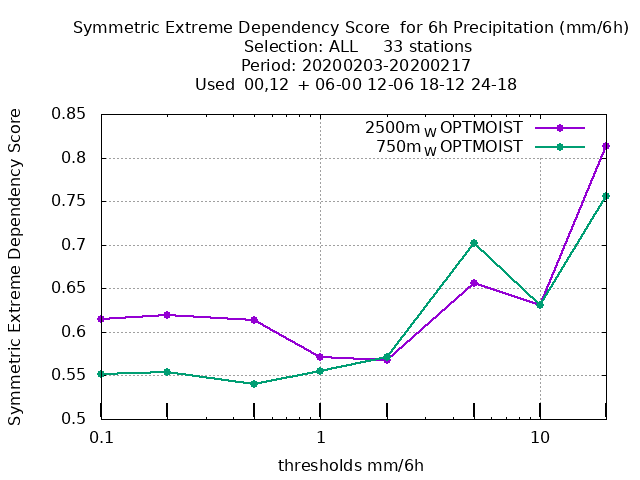 Symmetric Extreme Dependency Score  for 6h Precipitation (mm/6h)
Selection: ALL     33 stations
Period: 20200203-20200217
Used  00,12  + 06-00 12-06 18-12 24-18
Symmetric Extreme Dependency Score
0.85
0.8
0.75
0.7
0.65
0.6
0.55
0.5
2500m W OPTMOIST
750m W OPTMOIST
0.1
1
10
thresholds mm/6h